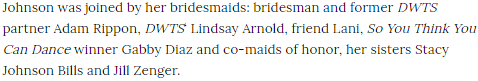 Johnson was joined by her bridesmaids: bridesman and former DWTS
partner Adam Rippon, DWTS' Lindsay Arnold, friend Lani, So You Think You
Can Dance winner Gabby Diaz and co-maids of honor, her sisters Stacy
Johnson Bills and Jill Zenger.